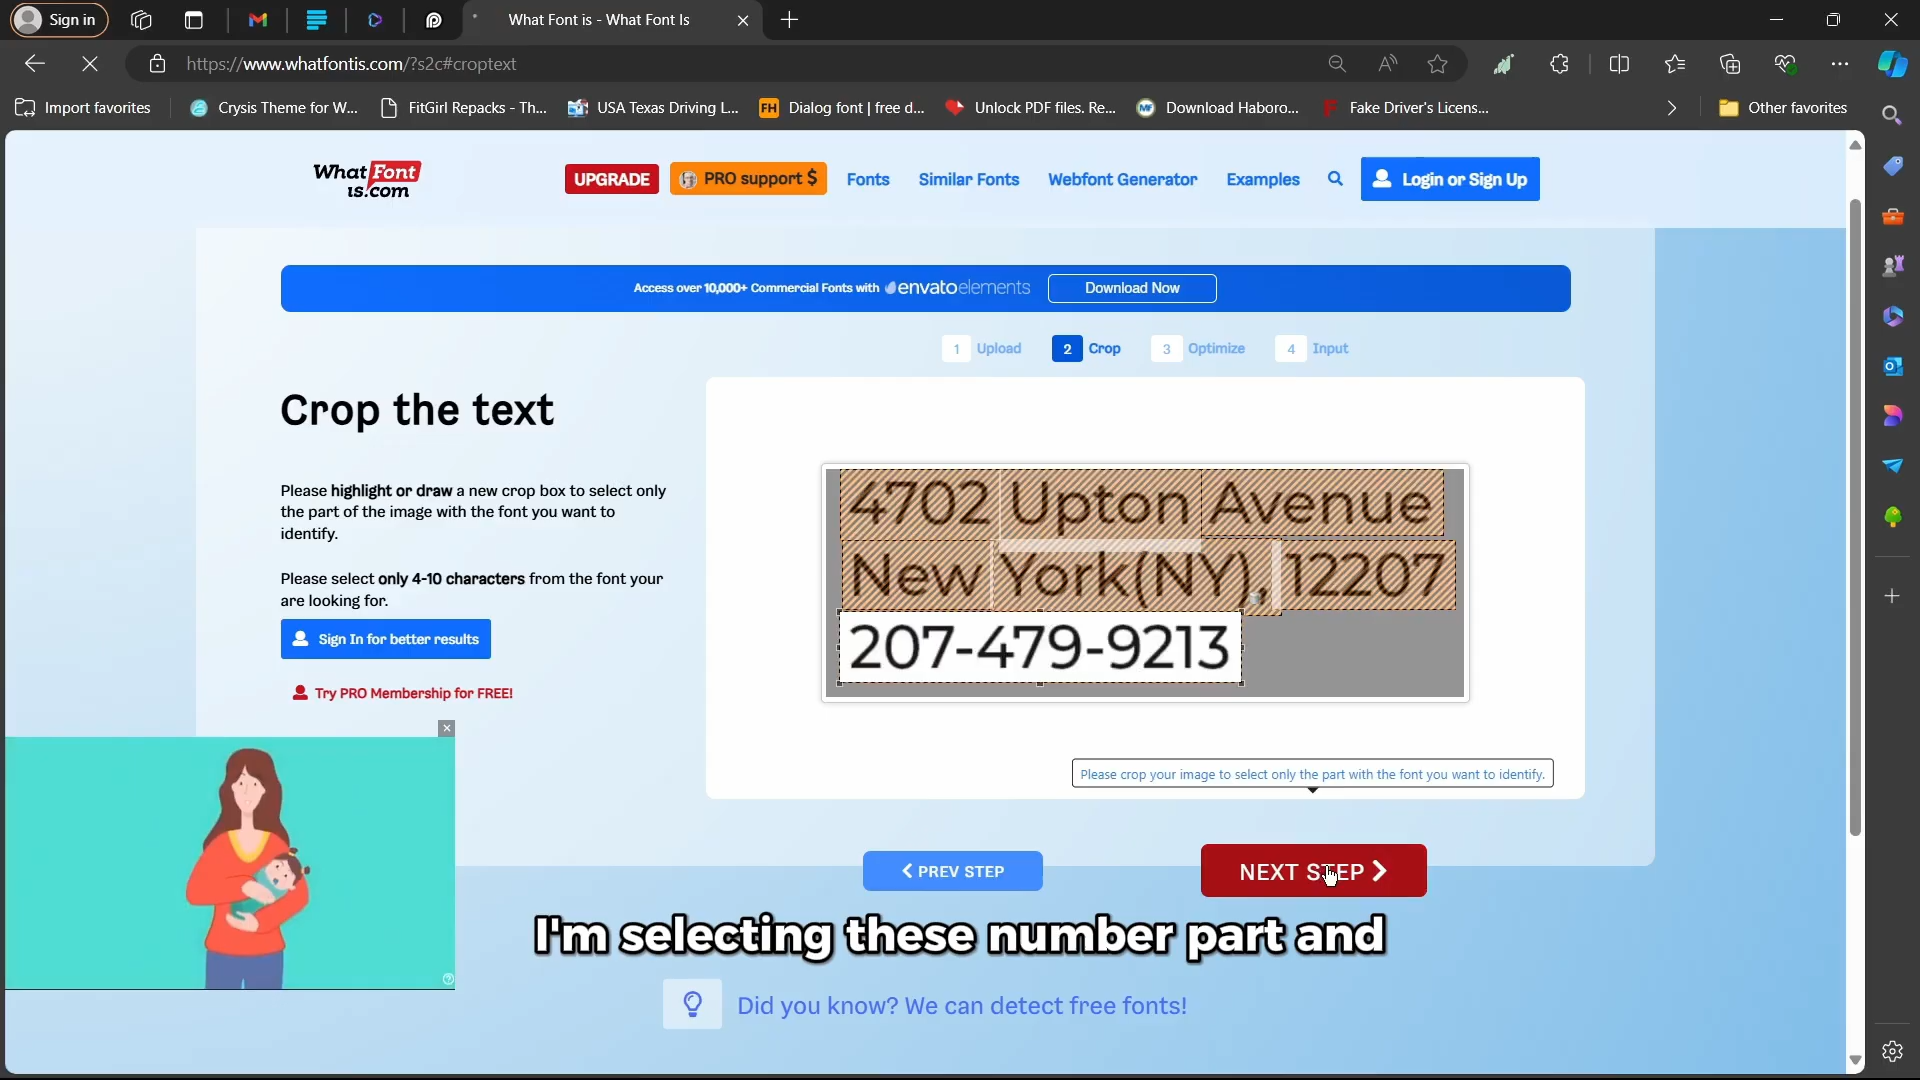 Sign in
What Font is - What Font Is
https://www.whatfontis.com/?s2c#croptext
Import favorites
Crysis Theme for W...
FitGirl Repacks - Th...
USA Texas Driving L...
FH Dialog font | free d...
Unlock PDF files. Re...
MF Download Haboro...
F Fake Driver's Licens...
Other favorites
What Font
is.com
UPGRADE
PRO support $
Fonts
Similar Fonts
Webfont Generator
Examples
Login or Sign Up
Access over 10,000+ Commercial Fonts with envatoelements
Download Now
1 Upload
2 Crop
3 Optimize
4 Input
Crop the text
Please highlight or draw a new crop box to select only
the part of the image with the font you want to
identify.
Please select only 4-10 characters from the font your
are looking for.
Sign In for better results
Try PRO Membership for FREE!
4702 Upton Avenue
New York(NY), 12207
207-479-9213
Please crop your image to select only the part with the font you want to identify.
PREV STEP
NEXT STEP
I'm selecting these number part and
Did you know? We can detect free fonts!